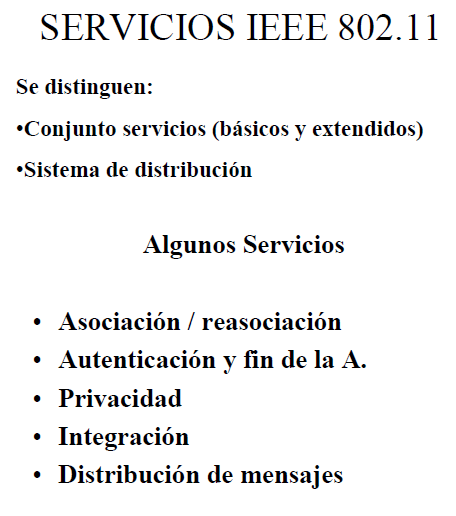 SERVICIOS IEEE 802.11
Se distinguen:
•Conjunto servicios (básicos y extendidos)
•Sistema de distribución
Algunos Servicios
• Asociación / reasociación
• Autenticación y fin de la A.
• Privacidad
• Integración
• Distribución de mensajes